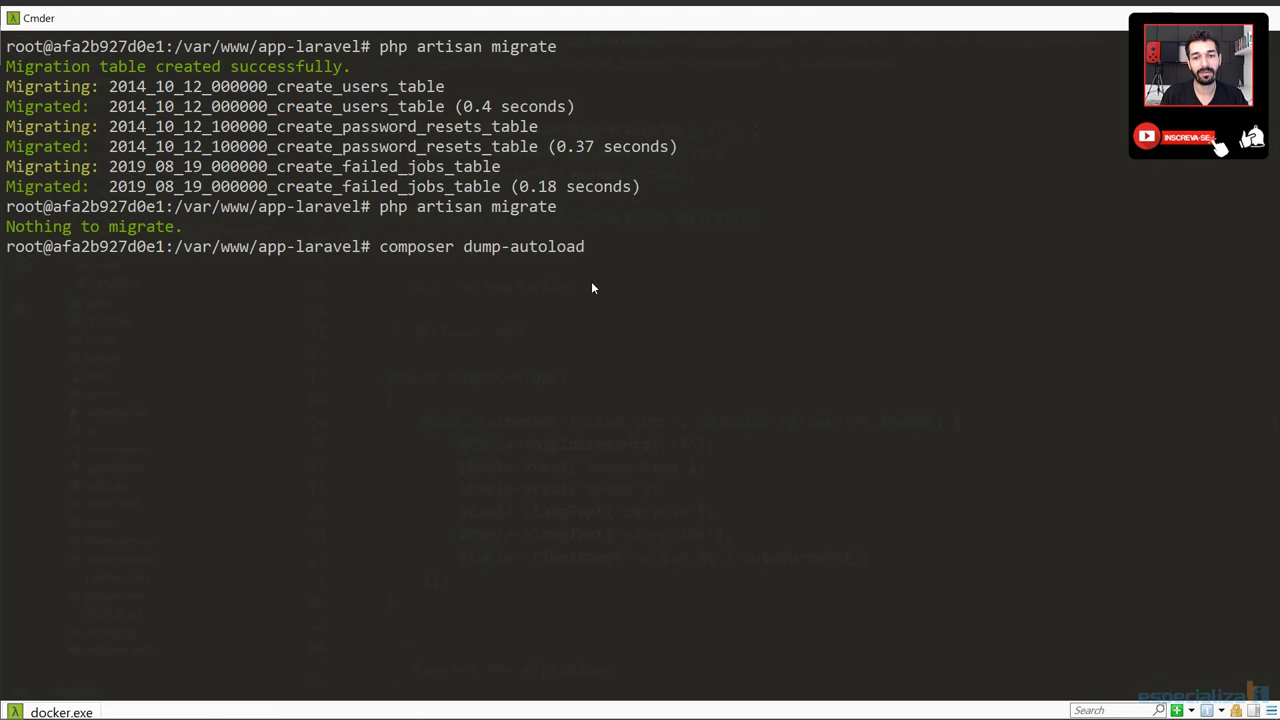 Cmder
root@afa2b927d0e1:/var/www/app-laravel# php artisan migrate
Migration table created successfully.
Migrating: 2014_10_12_000000_create_users_table
Migrated:  2014_10_12_000000_create_users_table (0.4 seconds)
Migrating: 2014_10_12_100000_create_password_resets_table
Migrated:  2014_10_12_100000_create_password_resets_table (0.37 seconds)
Migrating: 2019_08_19_000000_create_failed_jobs_table
Migrated:  2019_08_19_000000_create_failed_jobs_table (0.18 seconds)
root@afa2b927d0e1:/var/www/app-laravel# php artisan migrate
Nothing to migrate.
root@afa2b927d0e1:/var/www/app-laravel# composer dump-autoload
INSCREVA-SE
especializati
docker.exe
Search